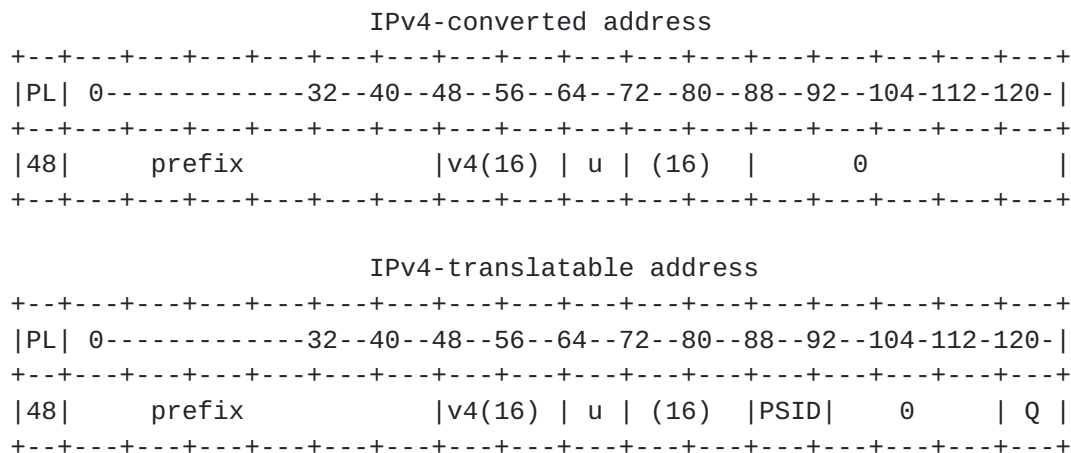 IPv4-converted address
+--+---+---+---+---+---+---+---+---+---+---+---+---+---+---+---+---+
|PL| 0-------------32--40--48--56--64--72--80--88--92--104-112-120-|
+--+---+---+---+---+---+---+---+---+---+---+---+---+---+---+---+---+
|48|     prefix            |v4(16) | u | (16)  |      0            |
+--+---+---+---+---+---+---+---+---+---+---+---+---+---+---+---+---+

                       IPv4-translatable address
+--+---+---+---+---+---+---+---+---+---+---+---+---+---+---+---+---+
|PL| 0-------------32--40--48--56--64--72--80--88--92--104-112-120-|
+--+---+---+---+---+---+---+---+---+---+---+---+---+---+---+---+---+
|48|     prefix            |v4(16) | u | (16)  |PSID|    0     | Q |
+--+---+---+---+---+---+---+---+---+---+---+---+---+---+---+---+---+